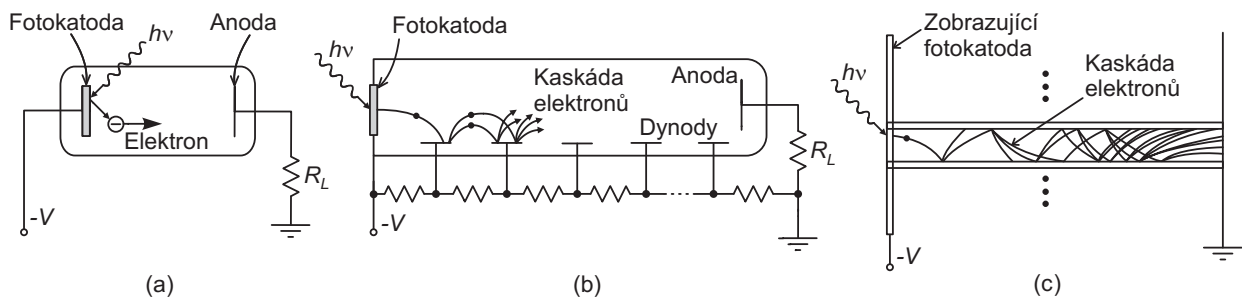 Fotokatoda
hν
Anoda
Elektron
R_L
-V
(a)
hν
Fotokatoda
Kaskáda
elektronů
Anoda
Dynody
R_L
-V
(b)
Zobrazující
fotokatoda
hν
Kaskáda
elektronů
-V
(c)